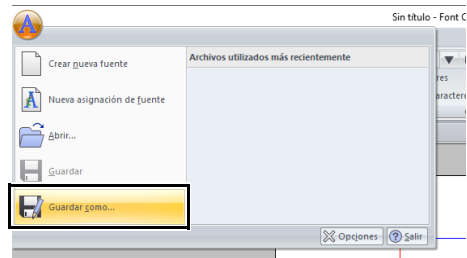 Sin título - Font C
Crear nueva fuente
Archivos utilizados más recientemente
Nueva asignación de fuente
Abrir...
Guardar
Guardar como...
Opciones
Salir